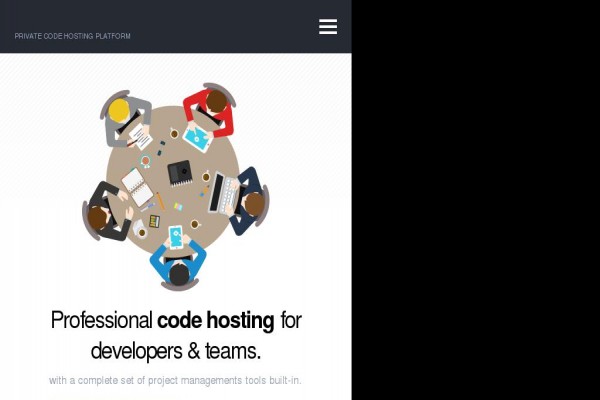 PRIVATE CODE HOSTING PLATFORM
Professional code hosting for
developers & teams.
with a complete set of project managements tools built-in.